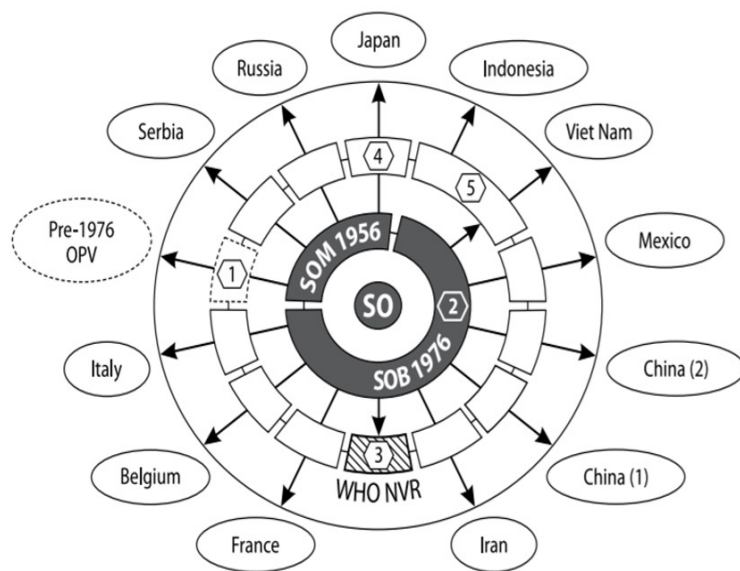 Japan
Russia
Indonesia
Serbia
Viet Nam
4
5
Pre-1976
OPV
Mexico
1
SOM 1956
SO
2
SOB 1976
Italy
China (2)
3
WHO NVR
Belgium
China (1)
France
Iran